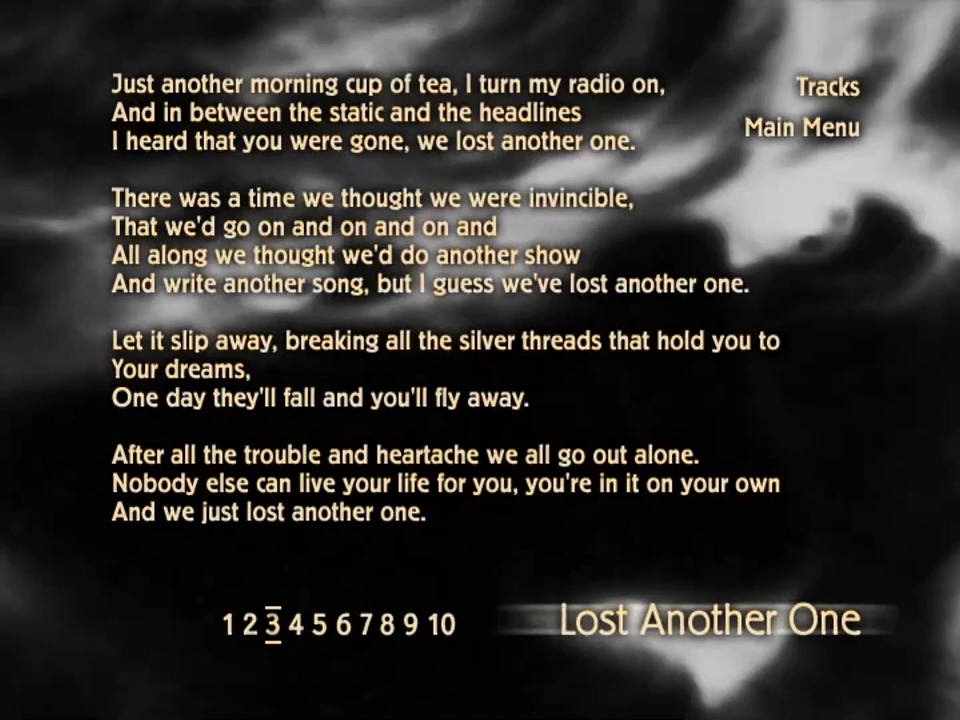 Just another morning cup of tea, I turn my radio on,
And in between the static and the headlines
I heard that you were gone, we lost another one.
Tracks
Main Menu
There was a time we thought we were invincible,
That we'd go on and on and on and
All along we thought we'd do another show
And write another song, but I guess we've lost another one.
Let it slip away, breaking all the silver threads that hold you to
Your dreams,
One day they'll fall and you'll fly away.
After all the trouble and heartache we all go out alone.
Nobody else can live your life for you, you're in it on your own
And we just lost another one.
1 2 3 4 5 6 7 8 9 10
Lost Another One